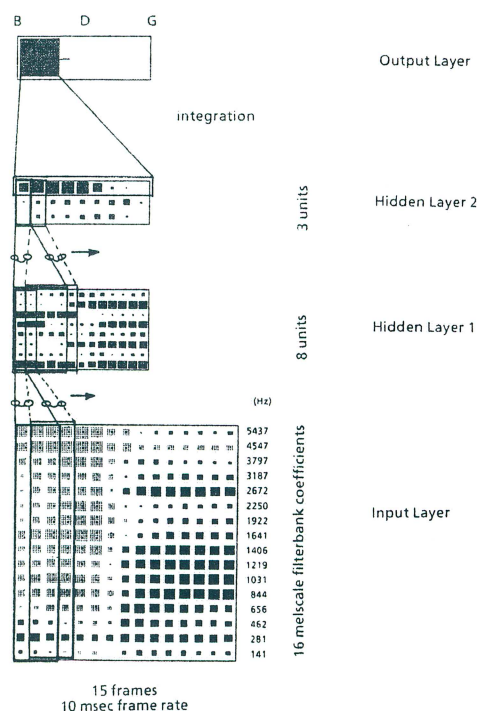 B D G
Output Layer
integration
3 units
Hidden Layer 2
8 units
Hidden Layer 1
(Hz)
5437
4547
3797
3187
2672
2250
1922
1641
1406
1219
1031
844
656
462
281
141
16 melscale filterbank coefficients
Input Layer
15 frames
10 msec frame rate